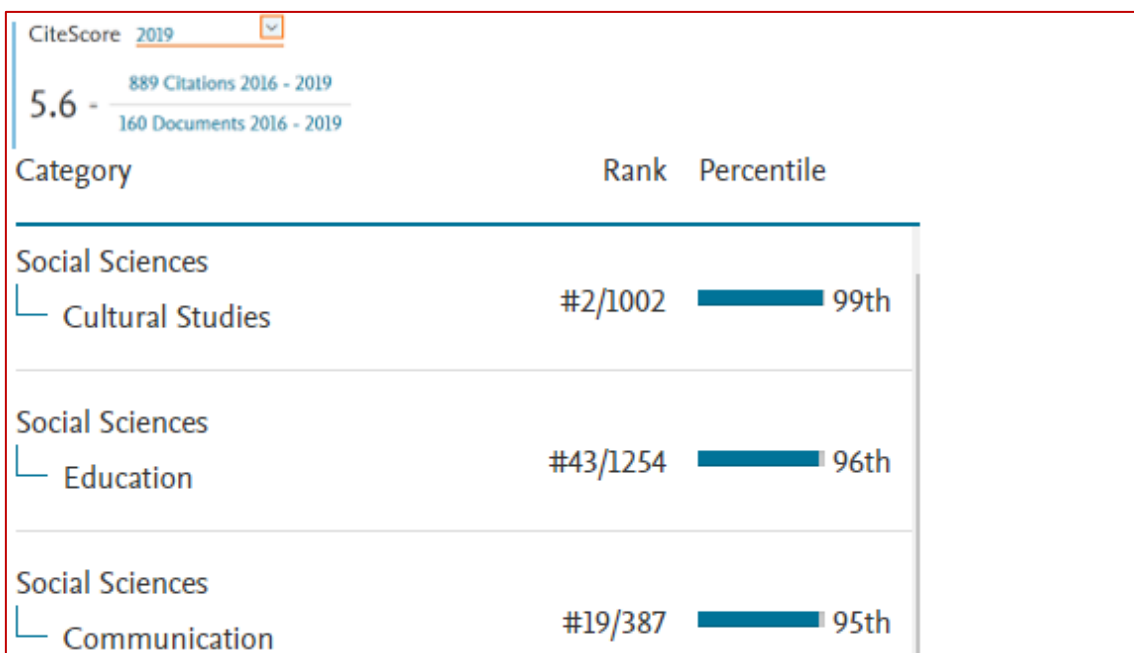 CiteScore 2019
889 Citations 2016 - 2019
5.6 -
160 Documents 2016 - 2019
Category Rank Percentile
Social Sciences
Cultural Studies #2/1002 99th
Social Sciences
Education #43/1254 96th
Social Sciences
Communication #19/387 95th